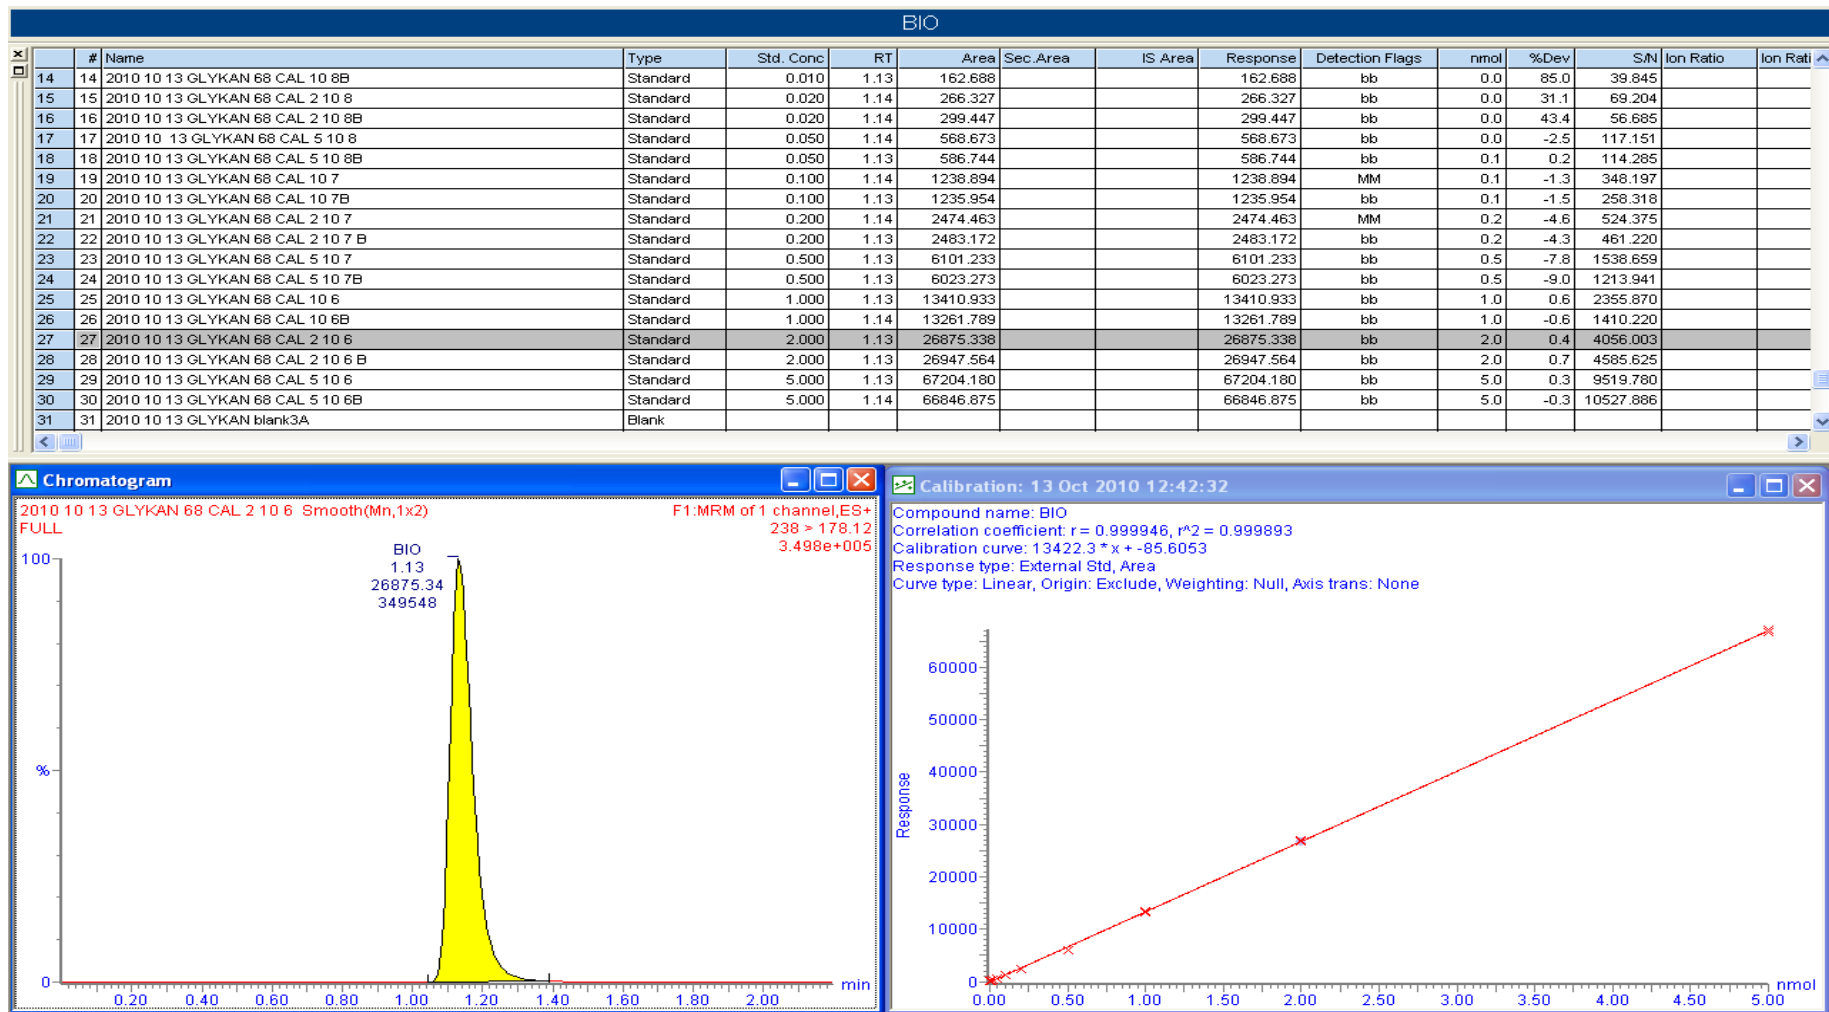 BIO
# Name Type Std. Conc RT Area Sec.Area IS Area Response Detection Flags nmol %Dev S/N Ion Ratio Ion Rati
14 14 2010 10 13 GLYKAN 68 CAL 10 8B Standard 0.010 1.13 162.688 162.688 bb 0.0 85.0 39.845
15 15 2010 10 13 GLYKAN 68 CAL 2 10 8 Standard 0.020 1.14 266.327 266.327 bb 0.0 31.1 69.204
16 16 2010 10 13 GLYKAN 68 CAL 2 10 8B Standard 0.020 1.14 299.447 299.447 bb 0.0 43.4 56.685
17 17 2010 10 13 GLYKAN 68 CAL 5 10 8 Standard 0.050 1.14 568.673 568.673 bb 0.0 -2.5 117.151
18 18 2010 10 13 GLYKAN 68 CAL 5 10 8B Standard 0.050 1.13 586.744 586.744 bb 0.1 0.2 114.285
19 19 2010 10 13 GLYKAN 68 CAL 10 7 Standard 0.100 1.14 1238.894 1238.894 MM 0.1 -1.3 348.197
20 20 2010 10 13 GLYKAN 68 CAL 10 7B Standard 0.100 1.13 1235.954 1235.954 bb 0.1 -1.5 258.318
21 21 2010 10 13 GLYKAN 68 CAL 2 10 7 Standard 0.200 1.14 2474.463 2474.463 MM 0.2 -4.6 524.375
22 22 2010 10 13 GLYKAN 68 CAL 2 10 7 B Standard 0.200 1.13 2483.172 2483.172 bb 0.2 -4.3 461.220
23 23 2010 10 13 GLYKAN 68 CAL 5 10 7 Standard 0.500 1.13 6101.233 6101.233 bb 0.5 -7.8 1538.659
24 24 2010 10 13 GLYKAN 68 CAL 5 10 7B Standard 0.500 1.13 6023.273 6023.273 bb 0.5 -9.0 1213.941
25 25 2010 10 13 GLYKAN 68 CAL 10 6 Standard 1.000 1.13 13410.933 13410.933 bb 1.0 0.6 2355.870
26 26 2010 10 13 GLYKAN 68 CAL 10 6B Standard 1.000 1.14 13261.789 13261.789 bb 1.0 -0.6 1410.220
27 27 2010 10 13 GLYKAN 68 CAL 2 10 6 Standard 2.000 1.13 26875.338 26875.338 bb 2.0 0.4 4056.003
28 28 2010 10 13 GLYKAN 68 CAL 2 10 6 B Standard 2.000 1.13 26947.564 26947.564 bb 2.0 0.7 4585.625
29 29 2010 10 13 GLYKAN 68 CAL 5 10 6 Standard 5.000 1.13 67204.180 67204.180 bb 5.0 0.3 9519.780
30 30 2010 10 13 GLYKAN 68 CAL 5 10 6B Standard 5.000 1.14 66846.875 66846.875 bb 5.0 -0.3 10527.886
31 31 2010 10 13 GLYKAN blank3A Blank
Chromatogram
2010 10 13 GLYKAN 68 CAL 2 10 6 Smooth(Mn,1x2) F1:MRM of 1 channel,ES+
FULL 238 > 178.12
3.498e+005
BIO
1.13
26875.34
349548
100
%
0
0.20 0.40 0.60 0.80 1.00 1.20 1.40 1.60 1.80 2.00 min
Calibration: 13 Oct 2010 12:42:32
Compound name: BIO
Correlation coefficient: r = 0.999946, r^2 = 0.999893
Calibration curve: 13422.3 * x + -85.6053
Response type: External Std, Area
Curve type: Linear, Origin: Exclude, Weighting: Null, Axis trans: None
60000
50000
40000
30000
20000
10000
0
Response
0.00 0.50 1.00 1.50 2.00 2.50 3.00 3.50 4.00 4.50 5.00 nmol